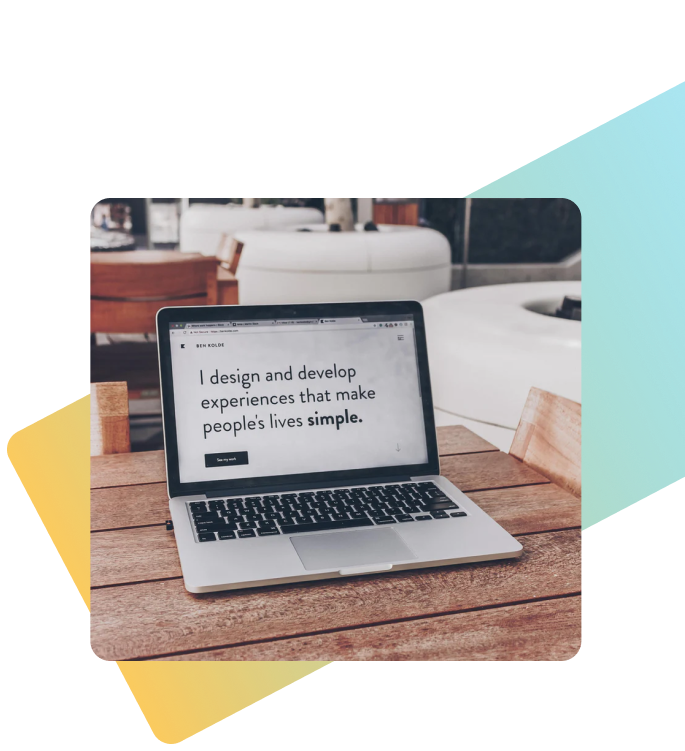 BEN KOLDE
I design and develop
experiences that make
people's lives simple.
See my work